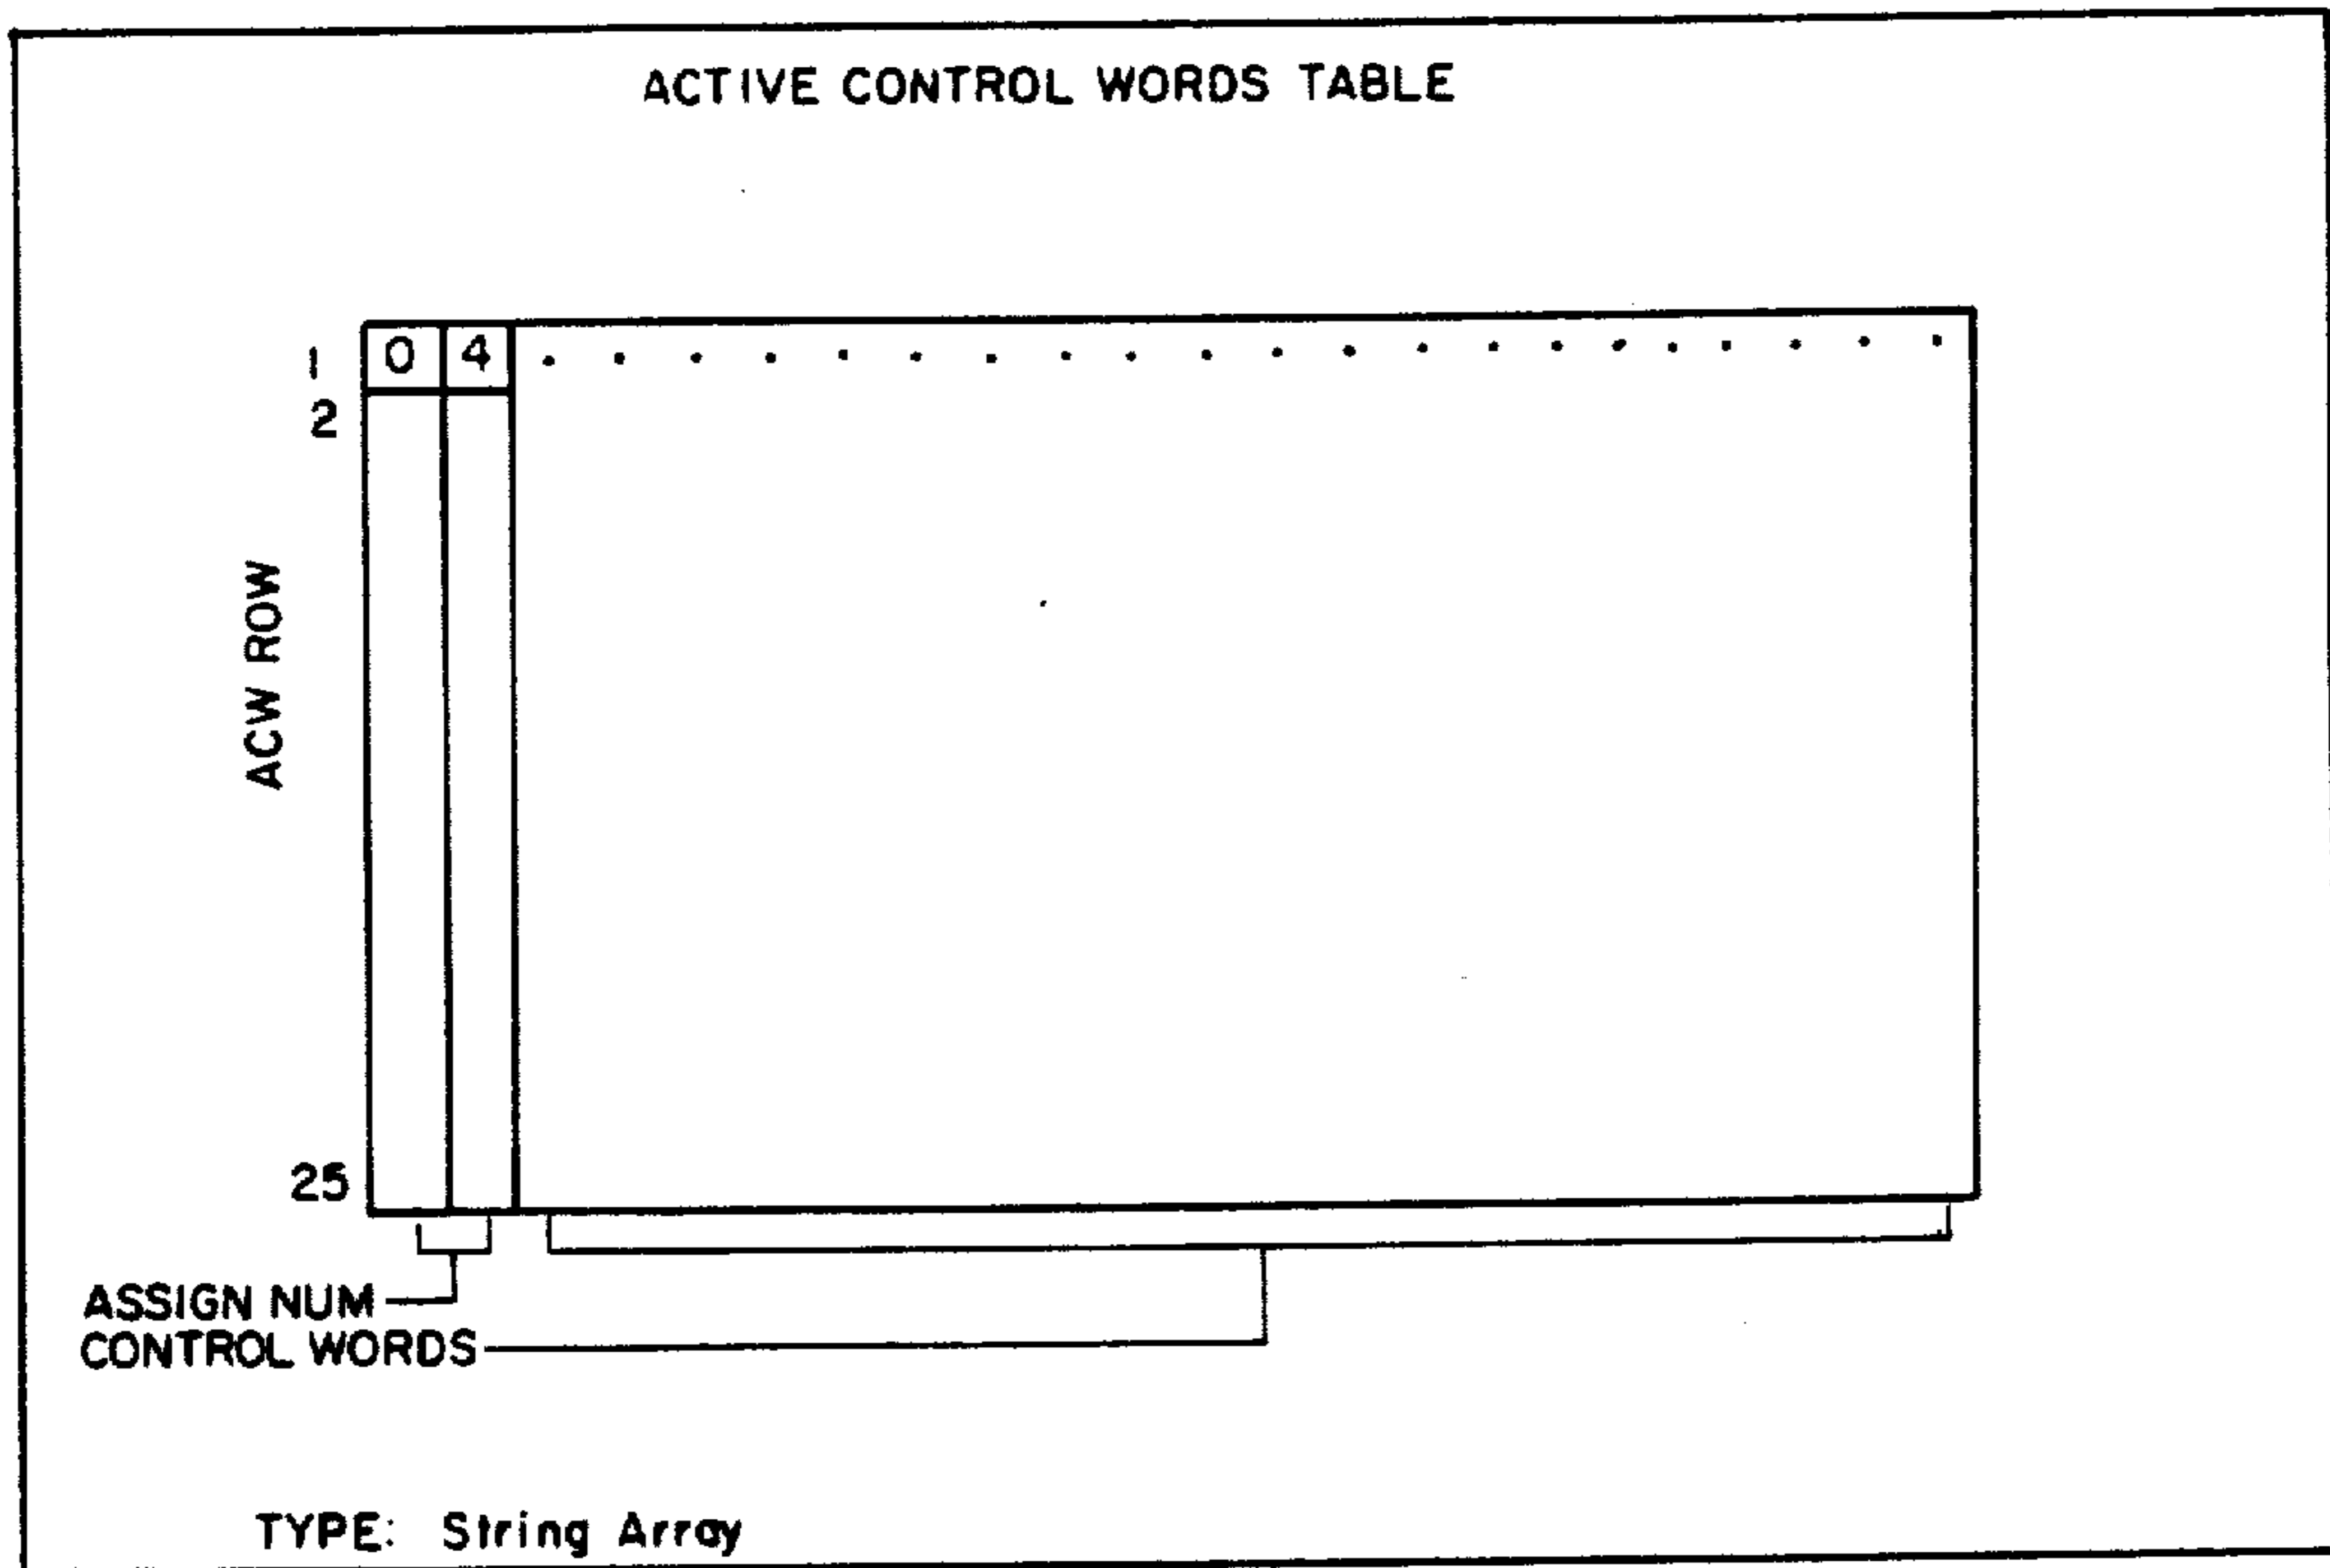 ACTIVE CONTROL WORDS TABLE
1 0 4 . . . . . . . . . . . . . . . . . . . . .
2
ACW ROW
25
ASSIGN NUM
CONTROL WORDS
TYPE: String Array